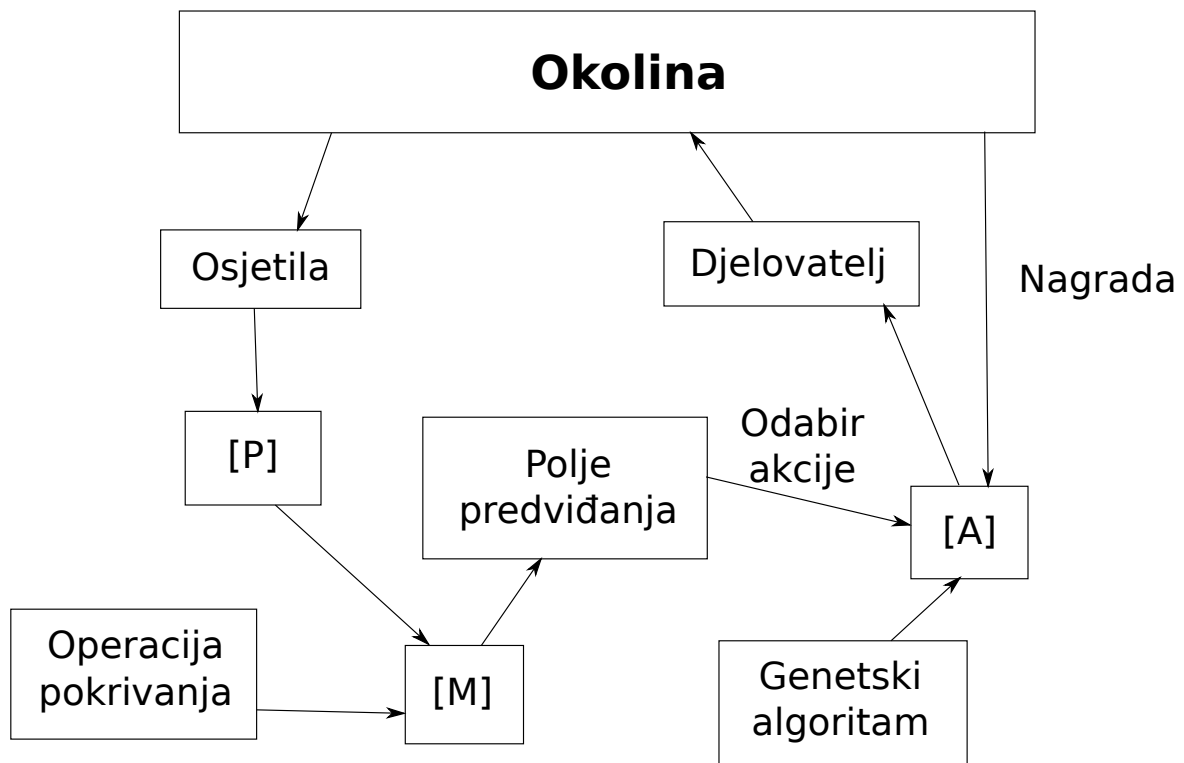 Okolina
Osjetila
Djelovatelj
Nagrada
[P]
Polje
predviđanja
Odabir
akcije
[A]
Operacija
pokrivanja
[M]
Genetski
algoritam